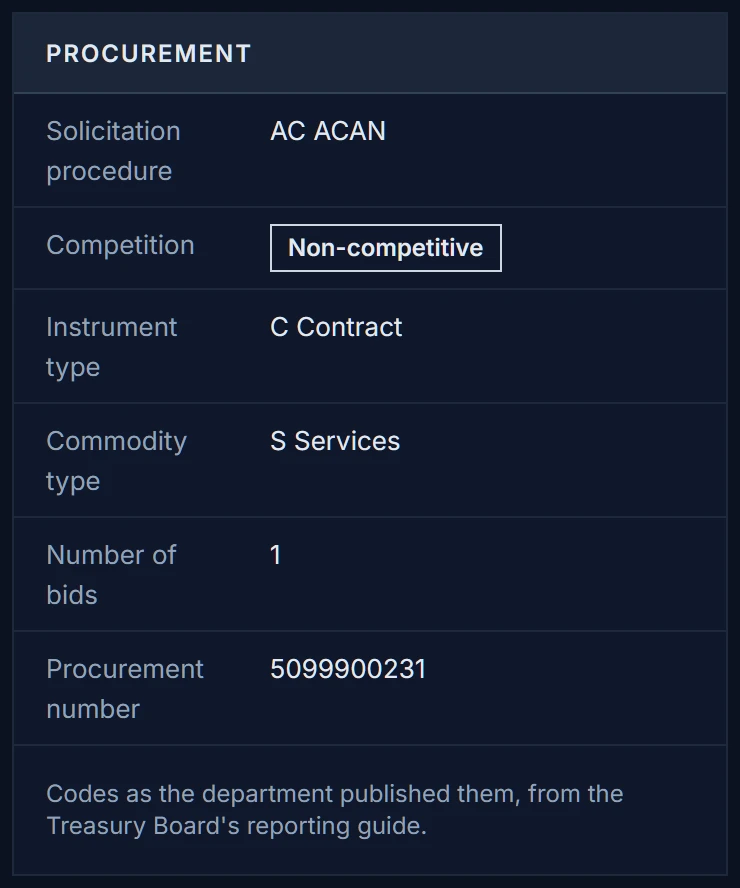 PROCUREMENT
Solicitation procedure
AC ACAN
Competition
Non-competitive
Instrument type
C Contract
Commodity type
S Services
Number of bids
1
Procurement number
5099900231
Codes as the department published them, from the
Treasury Board's reporting guide.